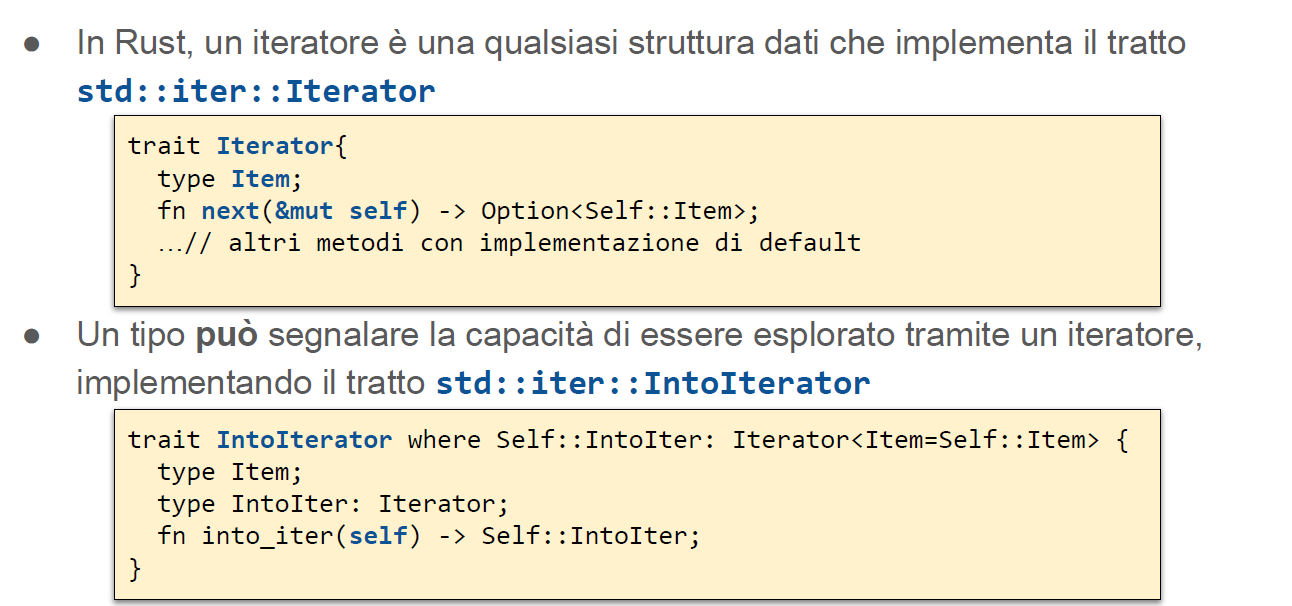 ● In Rust, un iteratore è una qualsiasi struttura dati che implementa il tratto
std::iter::Iterator
trait Iterator{
  type Item;
  fn next(&mut self) -> Option<Self::Item>;
  …// altri metodi con implementazione di default
}
● Un tipo può segnalare la capacità di essere esplorato tramite un iteratore,
implementando il tratto std::iter::IntoIterator
trait IntoIterator where Self::IntoIter: Iterator<Item=Self::Item> {
  type Item;
  type IntoIter: Iterator;
  fn into_iter(self) -> Self::IntoIter;
}